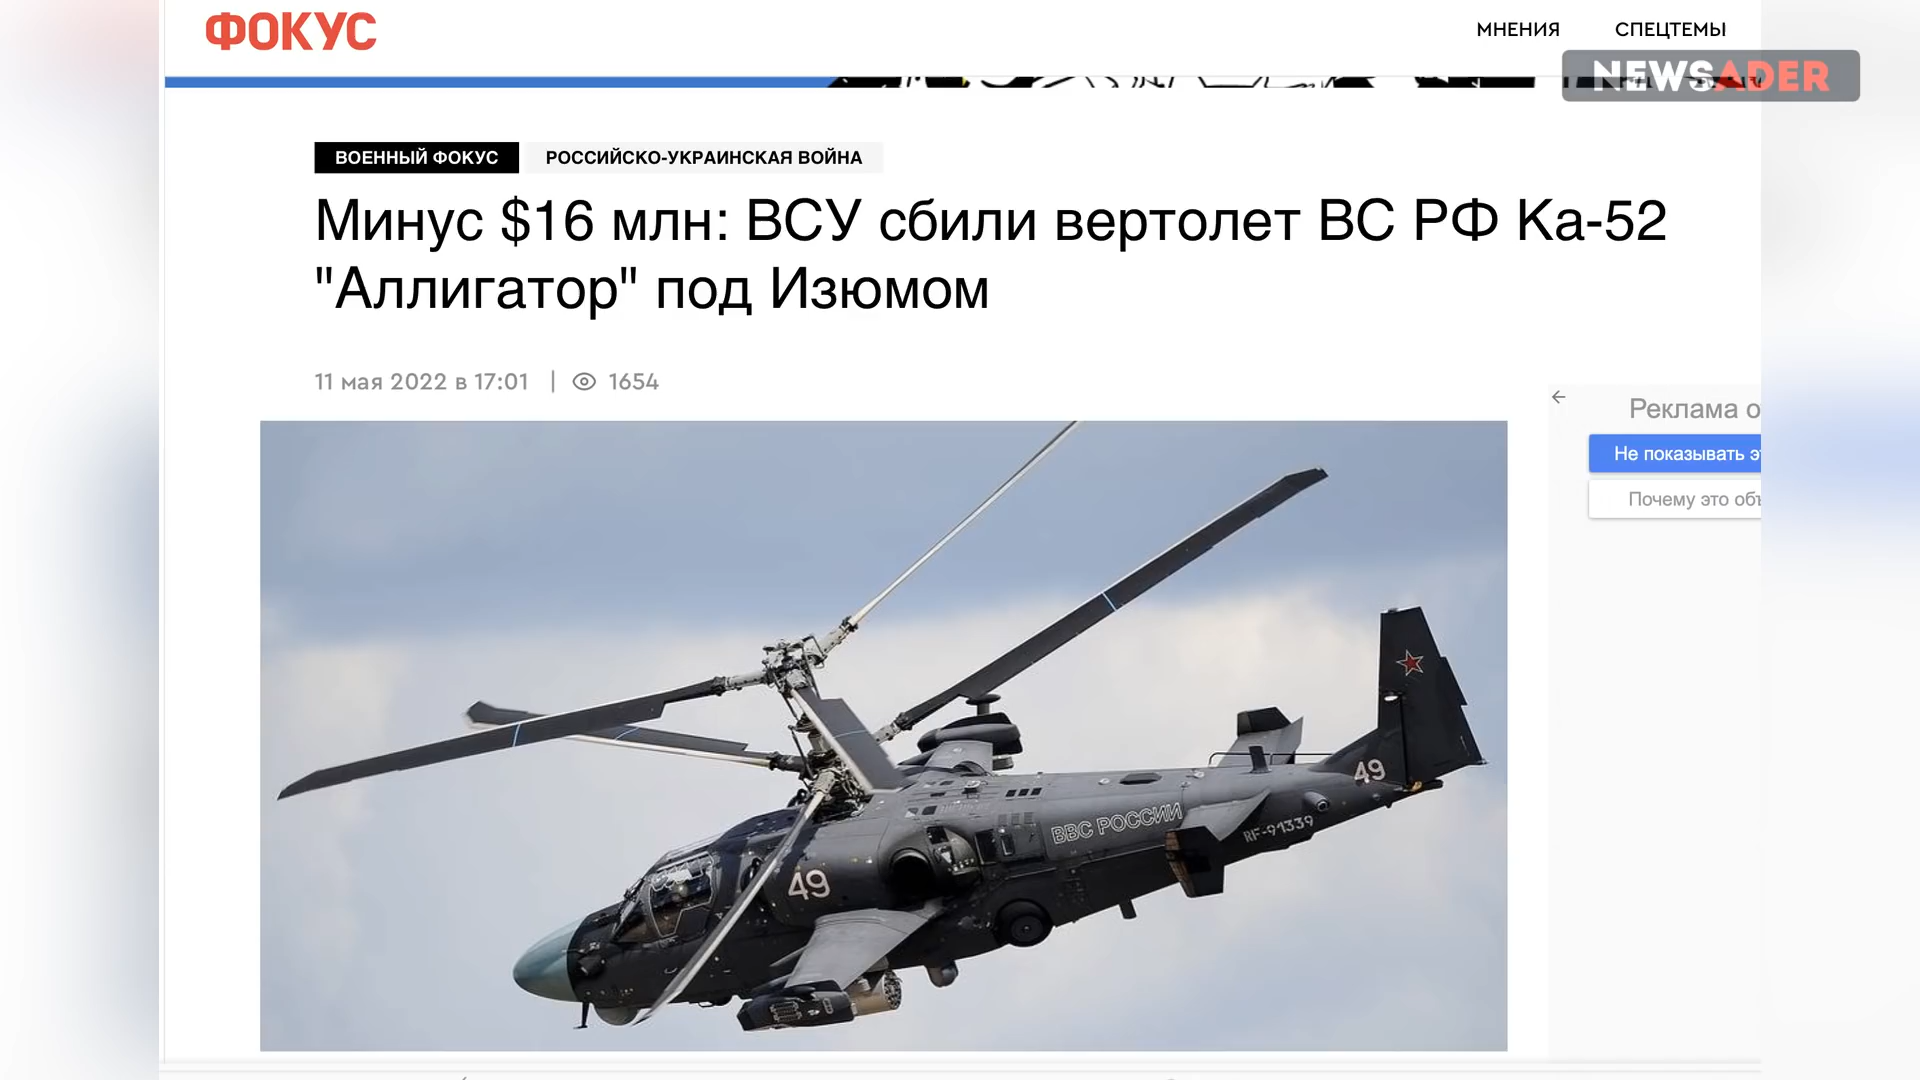 ФОКУС
МНЕНИЯ
СПЕЦТЕМЫ
NEWSADER
ВОЕННЫЙ ФОКУС
РОССИЙСКО-УКРАИНСКАЯ ВОЙНА
Минус $16 млн: ВСУ сбили вертолет ВС РФ Ка-52
"Аллигатор" под Изюмом
11 мая 2022 в 17:01 | 1654
Реклама о
Не показывать э
Почему это объ
49
ВВС РОССИИ
RF-91339
49